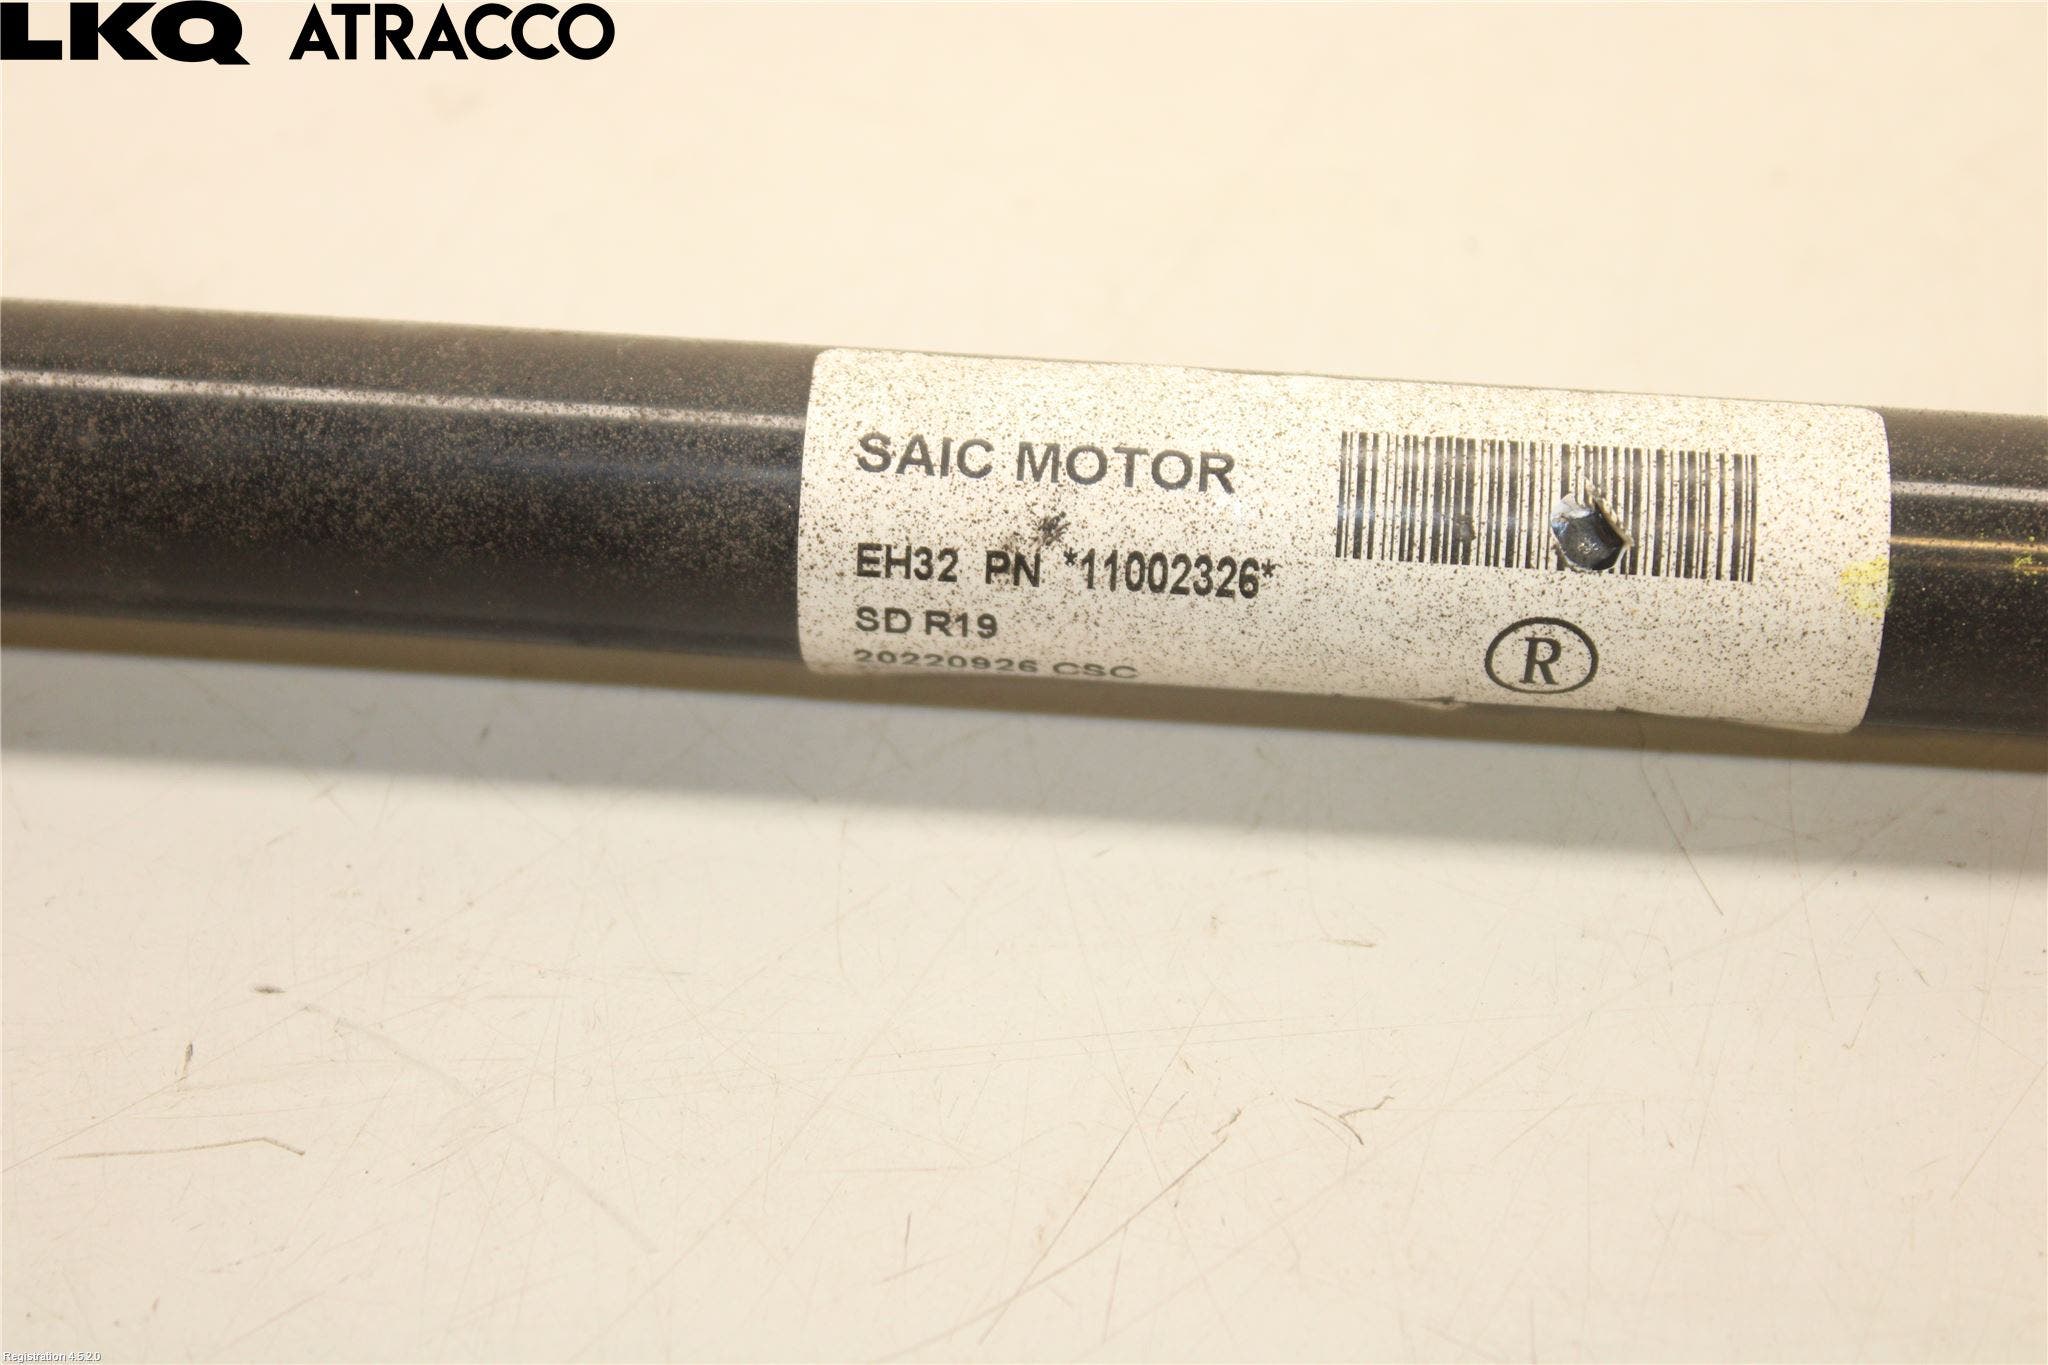 LKQ ATRACCO
SAIC MOTOR
EH32 PN *11002326*
SD R19
20220926 CSC
R
Registration 4.5.2.0